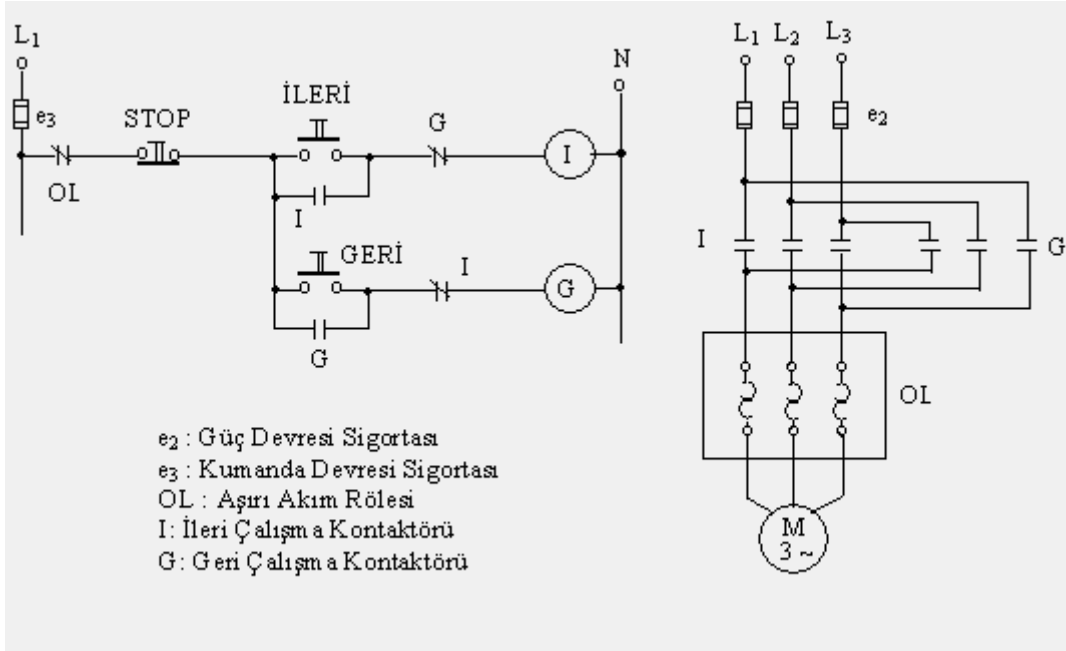 L1
e3
OL
STOP
İLERİ
I
G
I
N
GERİ
G
I
G
L1 L2 L3
e2
I
G
OL
M
3 ~
e2 : Güç Devresi Sigortası
e3 : Kumanda Devresi Sigortası
OL : Aşırı Akım Rölesi
I: İleri Çalışma Kontaktörü
G: Geri Çalışma Kontaktörü